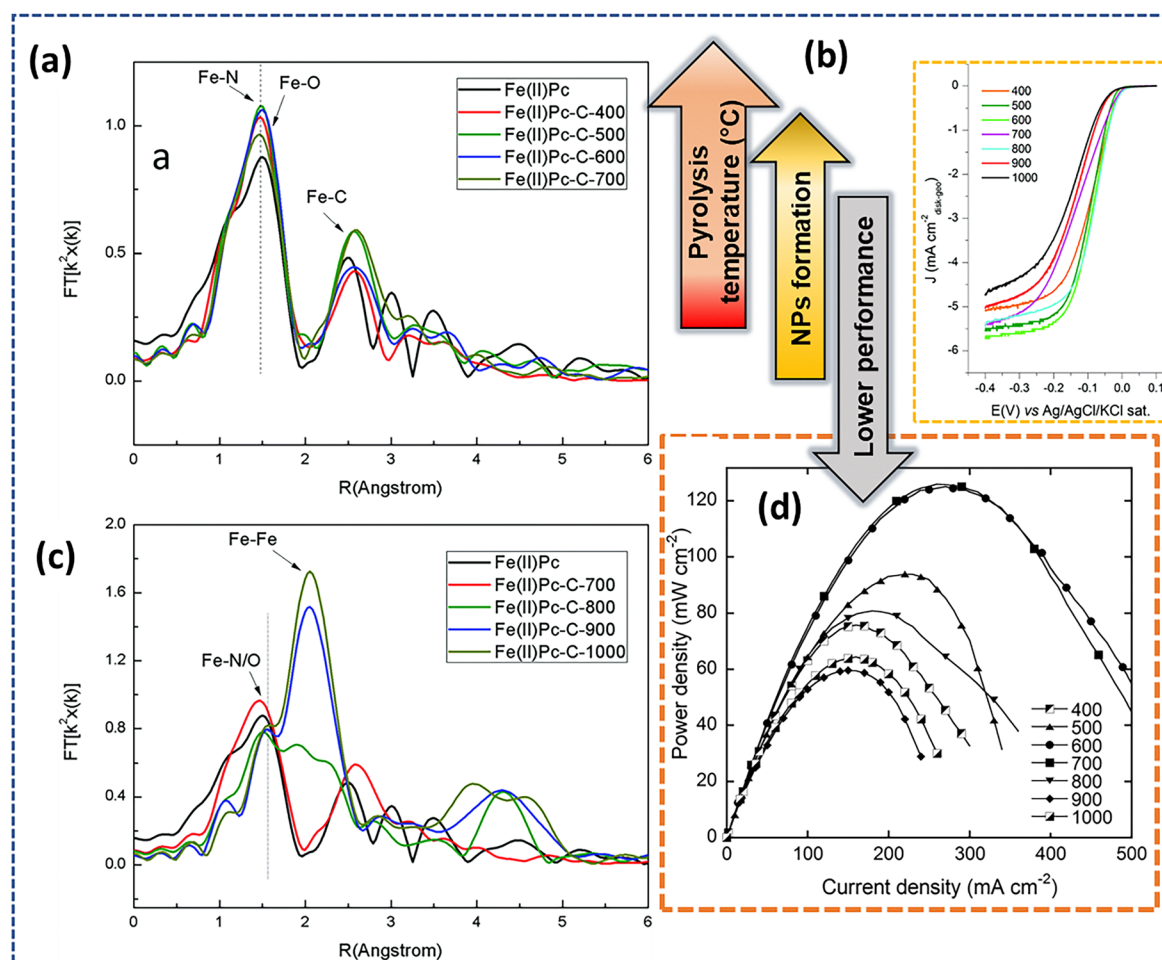 (a)
Fe-N
Fe-O
a
Fe-C
Fe(II)Pc
Fe(II)Pc-C-400
Fe(II)Pc-C-500
Fe(II)Pc-C-600
Fe(II)Pc-C-700
FT[k²x(k)]
1.0
0.5
0.0
0 1 2 3 4 5 6
R(Angstrom)
Pyrolysis
temperature (°C)
NPs formation
Lower performance
(b)
400
500
600
700
800
900
1000
J (mA cm⁻²disk-geo)
0
-1
-2
-3
-4
-5
-6
-0.4 -0.3 -0.2 -0.1 0.0 0.1
E(V) vs Ag/AgCl/KCl sat.
(c)
Fe-Fe
Fe-N/O
Fe(II)Pc
Fe(II)Pc-C-700
Fe(II)Pc-C-800
Fe(II)Pc-C-900
Fe(II)Pc-C-1000
FT[k²x(k)]
2.0
1.6
1.2
0.8
0.4
0.0
0 1 2 3 4 5 6
R(Angstrom)
(d)
Power density (mW cm⁻²)
120
100
80
60
40
20
0
400
500
600
700
800
900
1000
0 100 200 300 400 500
Current density (mA cm⁻²)